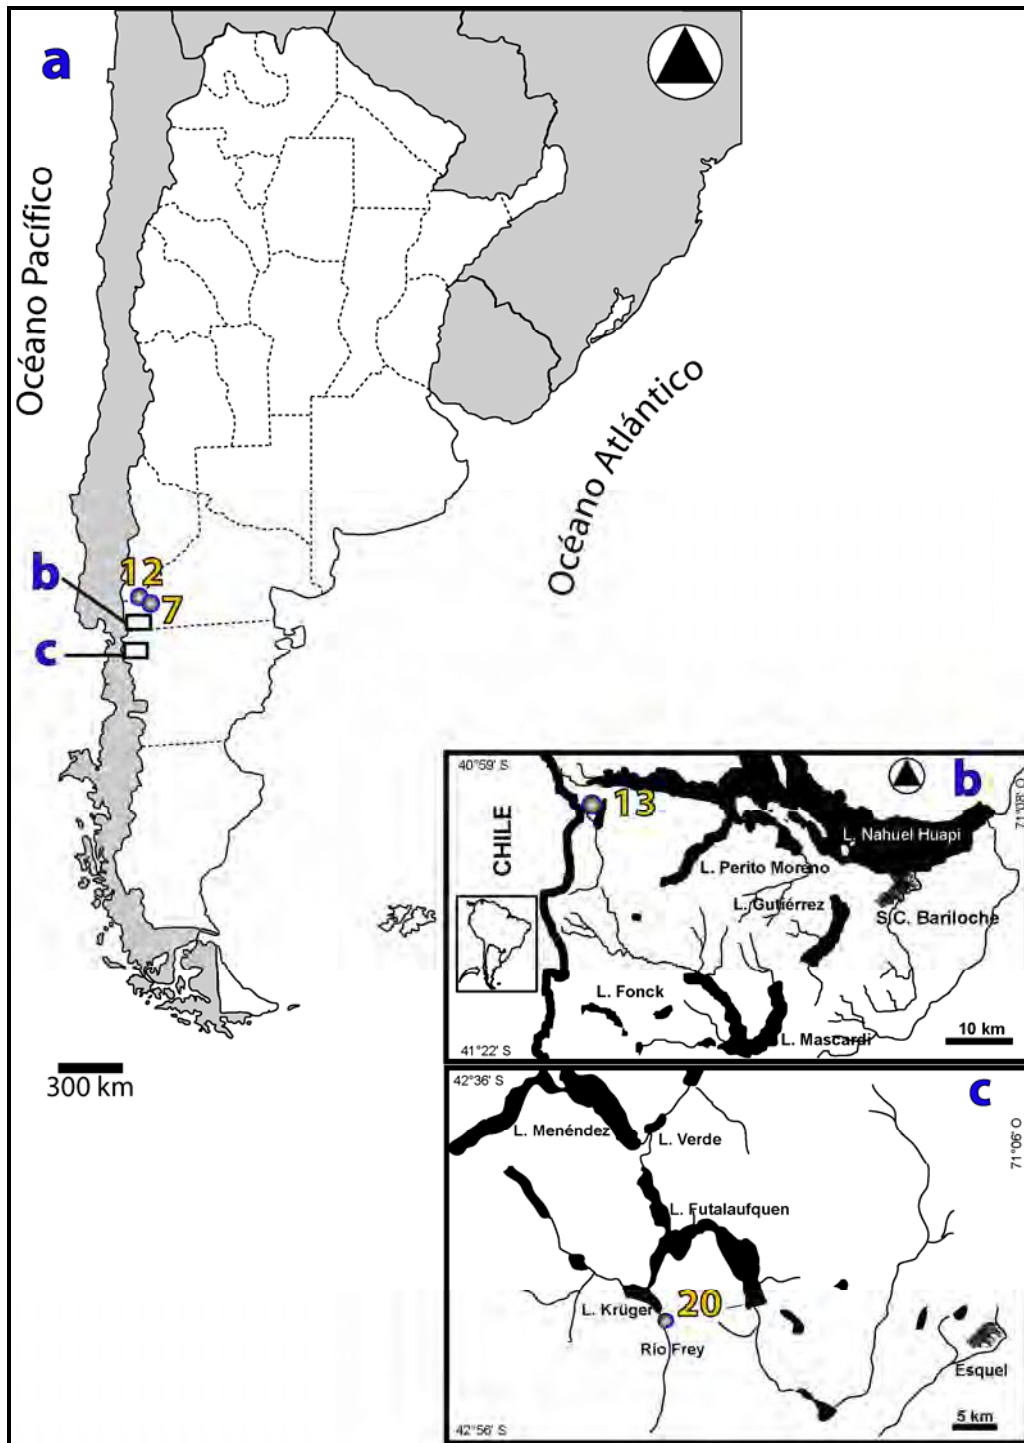 a
Océano Pacífico
Océano Atlántico
b
12
7
c
300 km
40°59' S
b
13
CHILE
71°08' O
L. Nahuel Huapi
L. Perito Moreno
L. Gutiérrez
S.C. Bariloche
L. Fonck
L. Mascardi
10 km
41°22' S
42°36' S
c
L. Menéndez
L. Verde
71°06' O
L. Futalaufquen
L. Krüger
20
Río Frey
Esquel
5 km
42°56' S